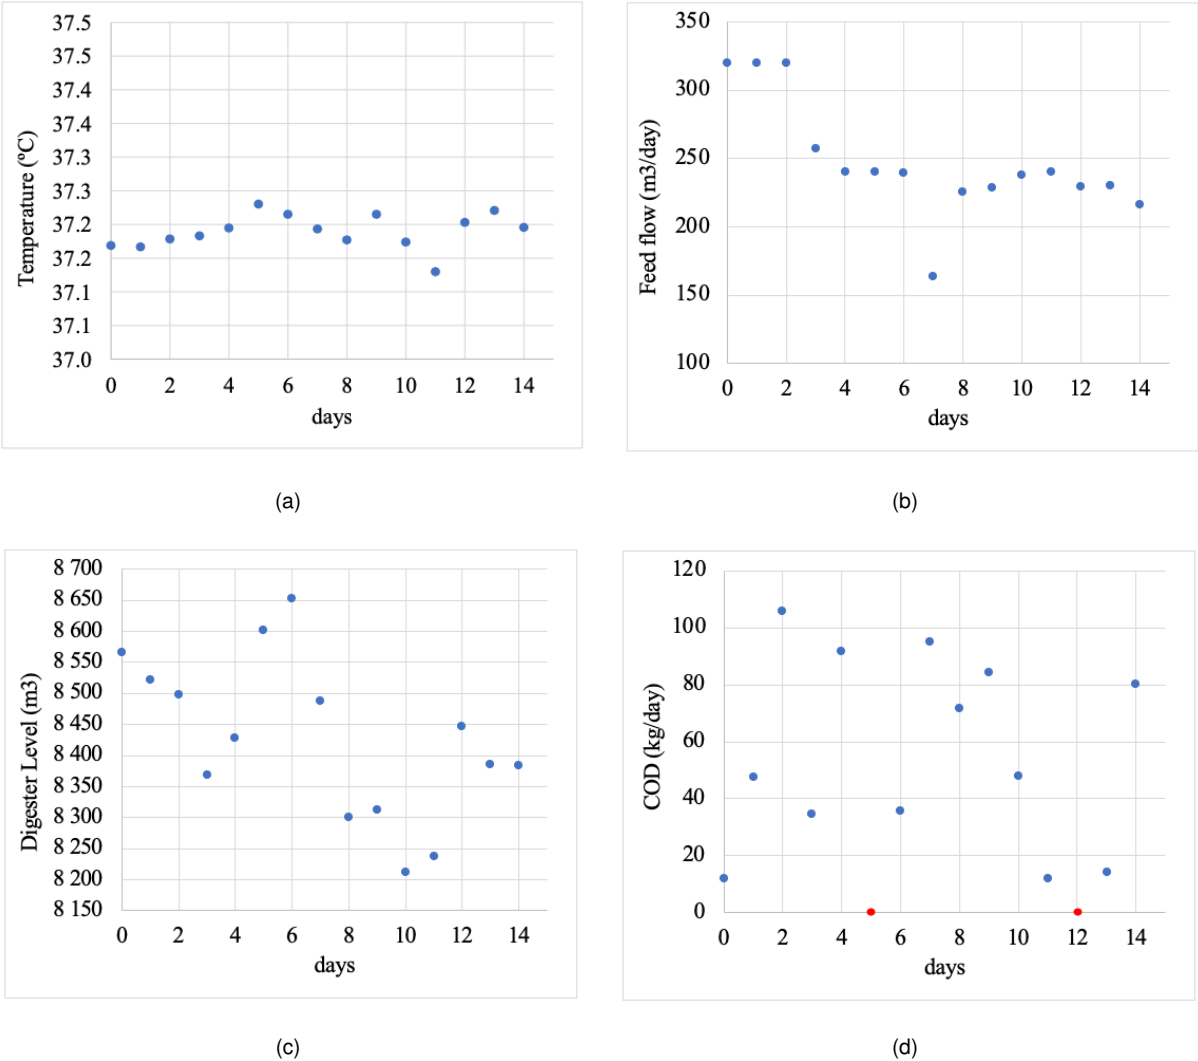 37.5
37.5
37.4
37.4
37.3
37.3
37.2
37.2
37.1
37.1
37.0
Temperature (ºC)
0 2 4 6 8 10 12 14
days
(a)
350
300
250
200
150
100
Feed flow (m3/day)
0 2 4 6 8 10 12 14
days
(b)
8 700
8 650
8 600
8 550
8 500
8 450
8 400
8 350
8 300
8 250
8 200
8 150
Digester Level (m3)
0 2 4 6 8 10 12 14
days
(c)
120
100
80
60
40
20
0
COD (kg/day)
0 2 4 6 8 10 12 14
days
(d)